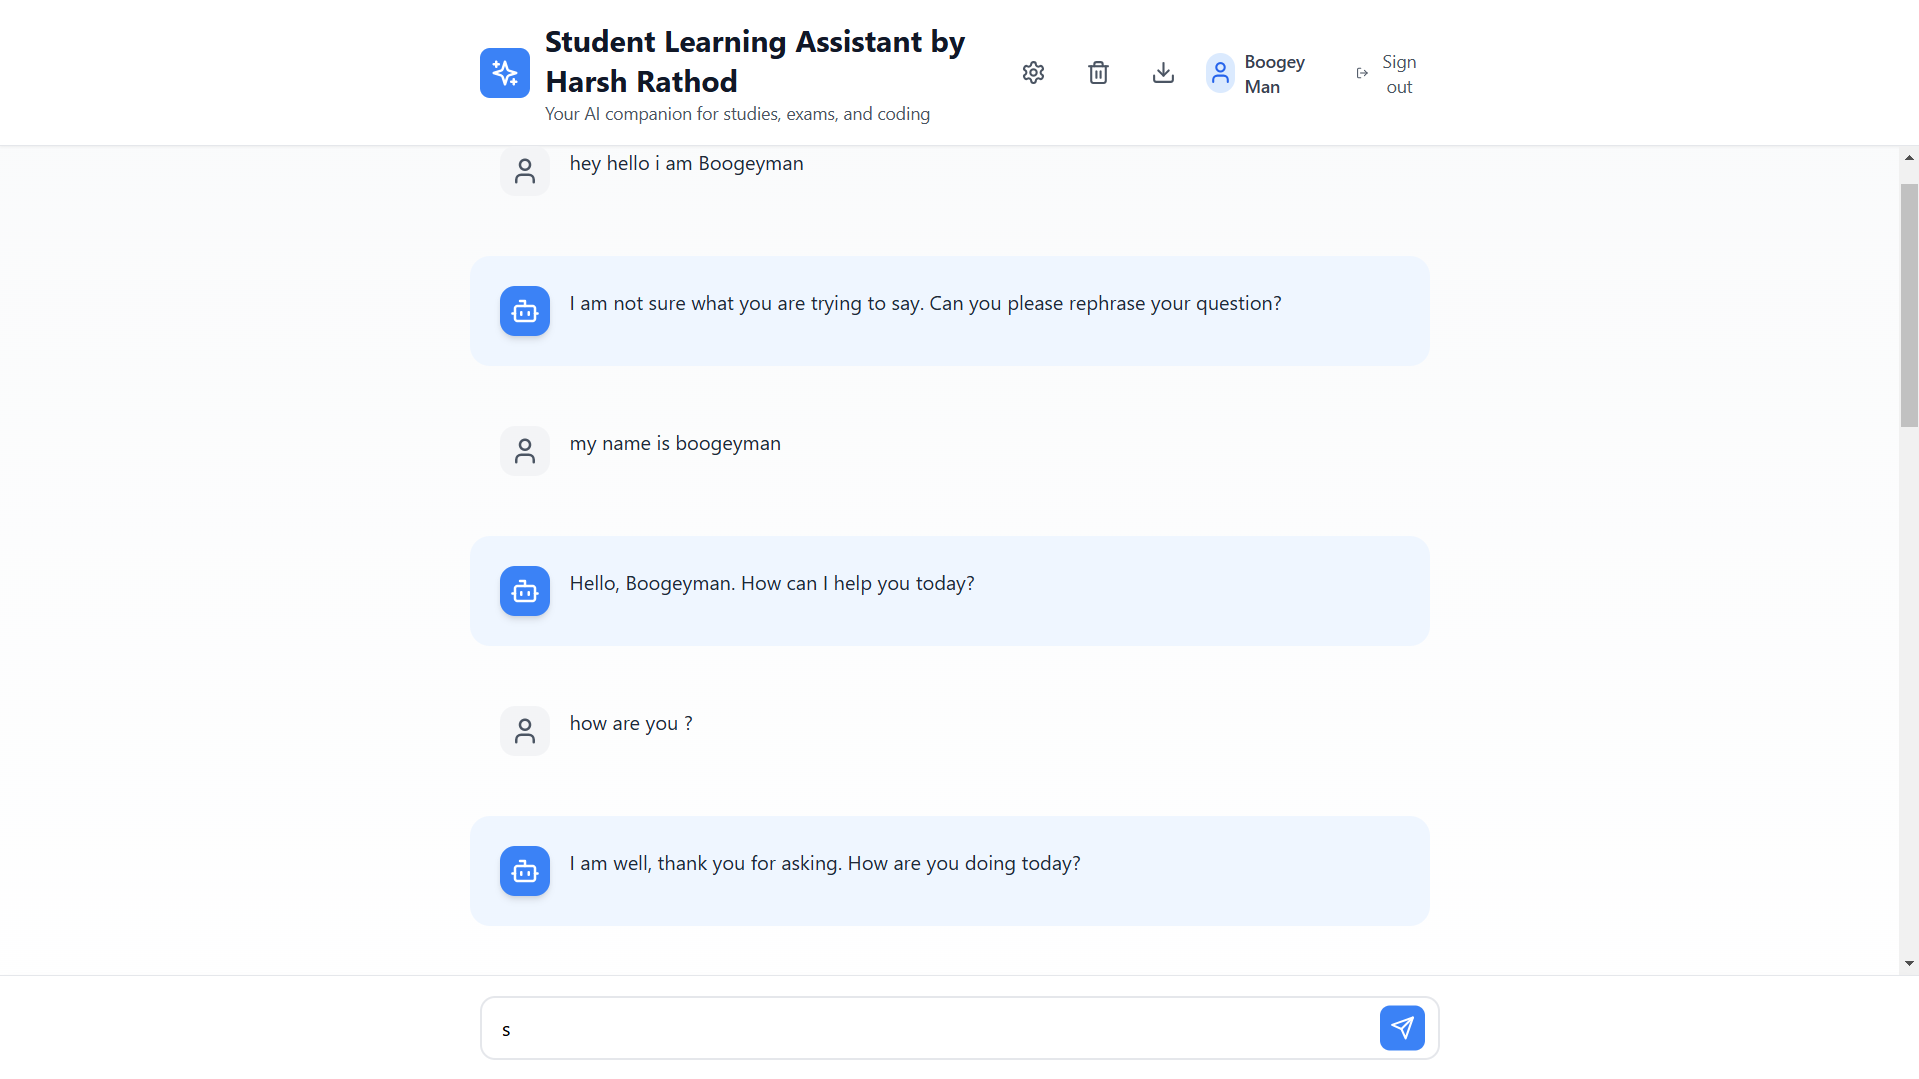 Student Learning Assistant by
Harsh Rathod
Your AI companion for studies, exams, and coding
Boogey
Man
Sign
out
hey hello i am Boogeyman
I am not sure what you are trying to say. Can you please rephrase your question?
my name is boogeyman
Hello, Boogeyman. How can I help you today?
how are you ?
I am well, thank you for asking. How are you doing today?
s